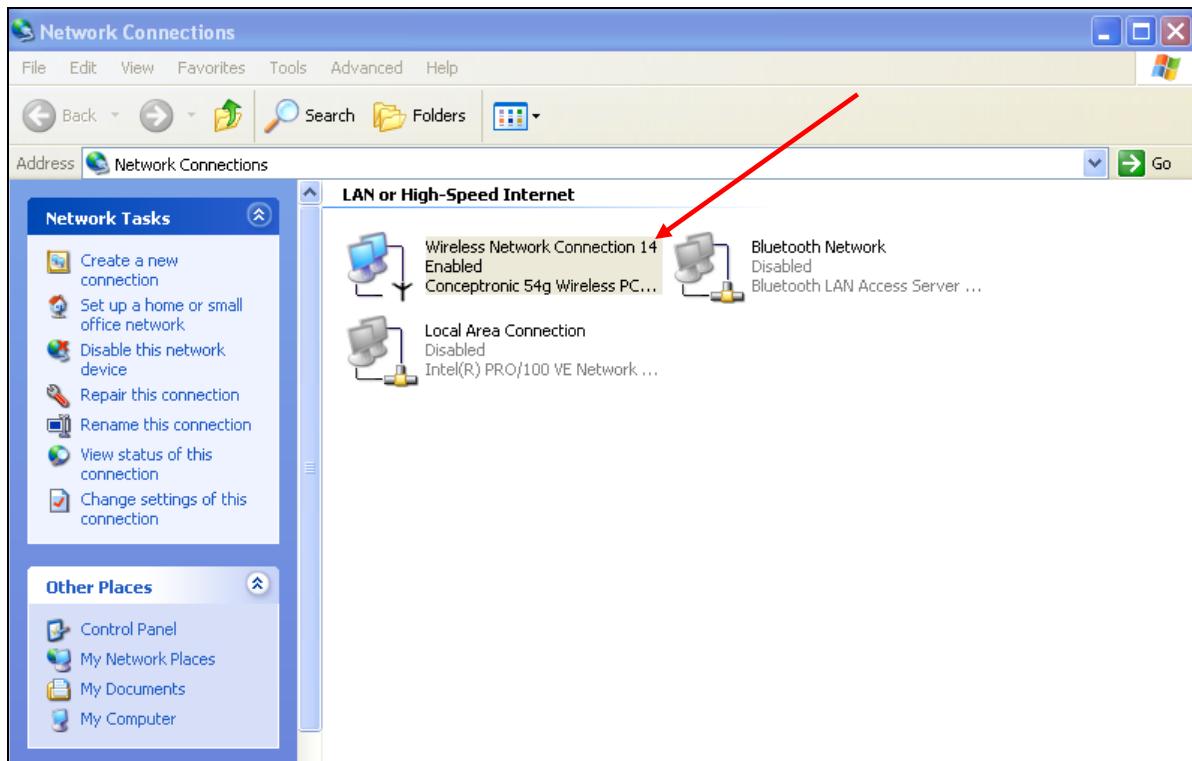 Network Connections
File Edit View Favorites Tools Advanced Help
Back Search Folders
Address Network Connections Go
Network Tasks
Create a new
connection
Set up a home or small
office network
Disable this network
device
Repair this connection
Rename this connection
View status of this
connection
Change settings of this
connection
Other Places
Control Panel
My Network Places
My Documents
My Computer
LAN or High-Speed Internet
Wireless Network Connection 14
Enabled
Conceptronic 54g Wireless PC...
Bluetooth Network
Disabled
Bluetooth LAN Access Server ...
Local Area Connection
Disabled
Intel(R) PRO/100 VE Network ...